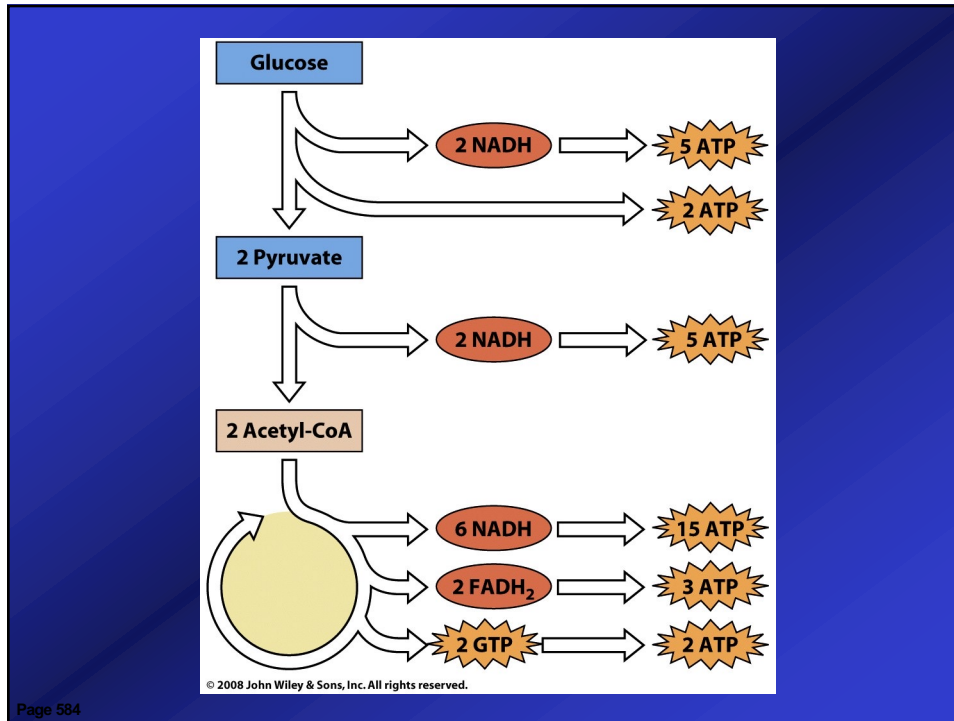 Glucose
2 NADH
5 ATP
2 ATP
2 Pyruvate
2 NADH
5 ATP
2 Acetyl-CoA
6 NADH
15 ATP
2 FADH₂
3 ATP
2 GTP
2 ATP
© 2008 John Wiley & Sons, Inc. All rights reserved.
Page 584